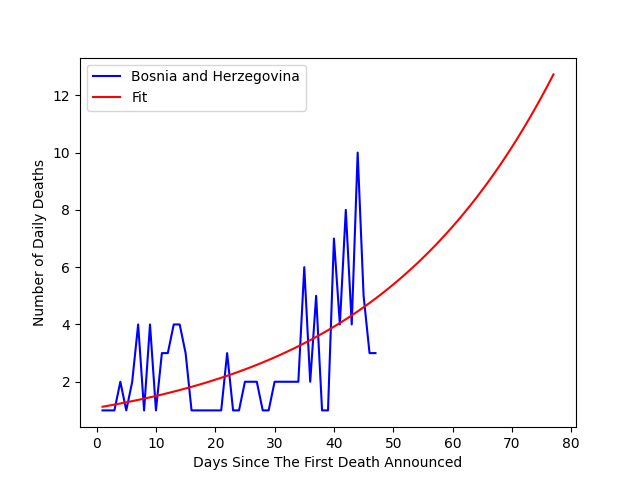 Bosnia and Herzegovina
Fit
12
10
8
6
4
2
Number of Daily Deaths
0 10 20 30 40 50 60 70 80
Days Since The First Death Announced